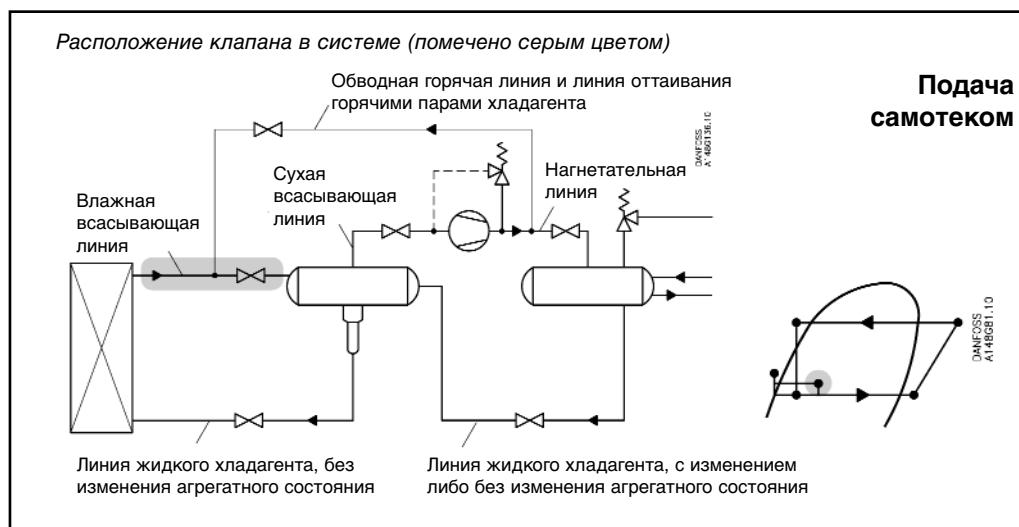 Расположение клапана в системе (помечено серым цветом)
Подача
самотеком
Обводная горячая линия и линия оттаивания
горячими парами хладагента
DANFOSS
A148G136.10
Сухая
всасывающая
линия
Нагнетательная
линия
Влажная
всасывающая
линия
DANFOSS
A148G81.10
Линия жидкого хладагента, без
изменения агрегатного состояния
Линия жидкого хладагента, с изменением
либо без изменения агрегатного состояния